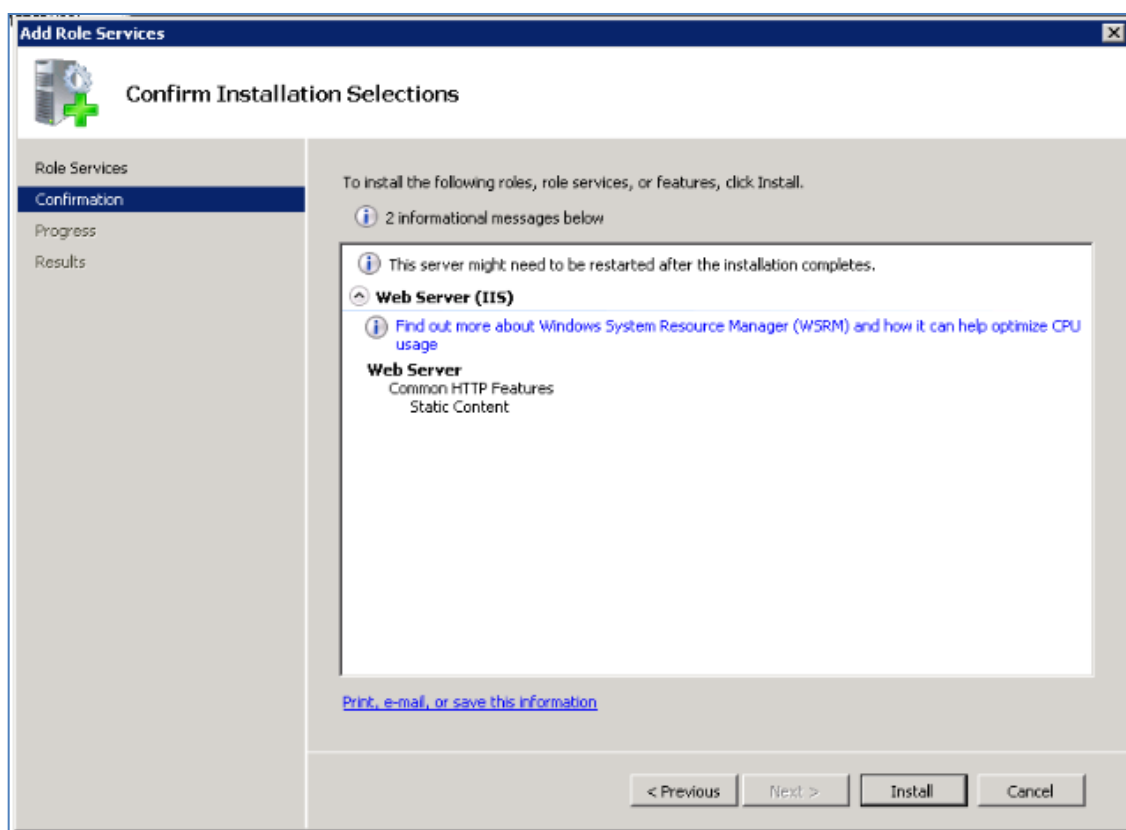 Add Role Services
Confirm Installation Selections
Role Services
Confirmation
Progress
Results
To install the following roles, role services, or features, click Install.
2 informational messages below
This server might need to be restarted after the installation completes.
Web Server (IIS)
Find out more about Windows System Resource Manager (WSRM) and how it can help optimize CPU
usage
Web Server
Common HTTP Features
Static Content
Print, e-mail, or save this information
< Previous
Next >
Install
Cancel